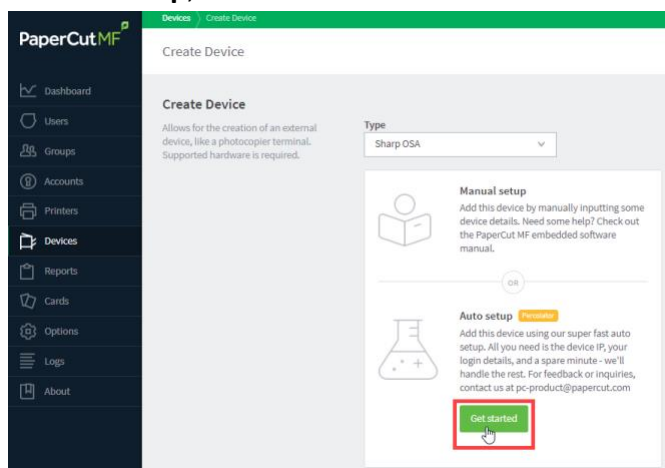 Devices Create Device
PaperCut MF
Create Device
Dashboard
Users
Groups
Accounts
Printers
Devices
Reports
Cards
Options
Logs
About
Create Device
Allows for the creation of an external
device, like a photocopier terminal.
Supported hardware is required.
Type
Sharp OSA
Manual setup
Add this device by manually inputting some
device details. Need some help? Check out
the PaperCut MF embedded software
manual.
OR
Auto setup Percolator
Add this device using our super fast auto
setup. All you need is the device IP, your
login details, and a spare minute - we'll
handle the rest. For feedback or inquiries,
contact us at pc-product@papercut.com
Get started